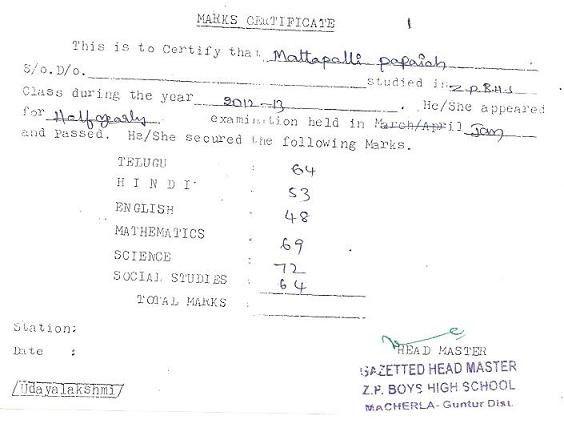 MARKS CERTIFICATE
This is to Certify that Mattapalli papaiah
S/o.D/o. studied in Z.P.B.H.S
Class during the year 2012-13 . He/She appeared
for Halfyearly examination held in March/April Jan
and Passed. He/She secured the following Marks.
TELUGU : 64
HINDI : 53
ENGLISH : 48
MATHEMATICS : 69
SCIENCE : 72
SOCIAL STUDIES : 64
TOTAL MARKS :
Station:
Date :
HEAD MASTER
GAZETTED HEAD MASTER
Z.P. BOYS HIGH SCHOOL
MACHERLA- Guntur Dist.
/Udayalakshmi/